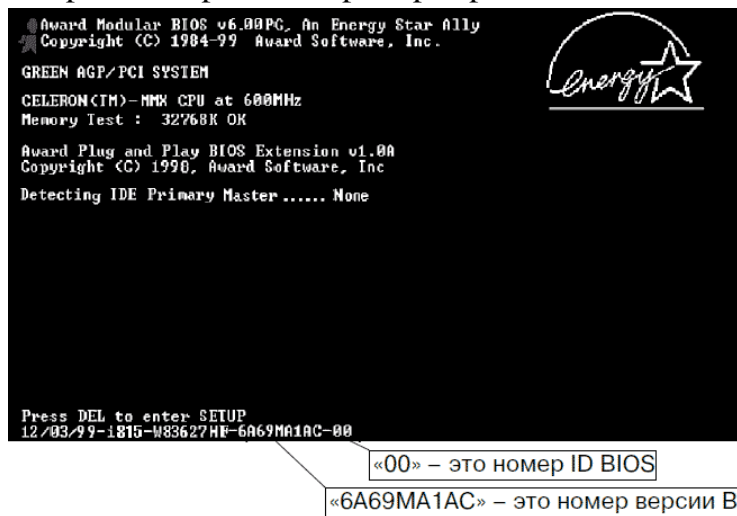 Award Modular BIOS v6.00PG, An Energy Star Ally
Copyright (C) 1984-99 Award Software, Inc.
GREEN AGP/PCI SYSTEM
energy
CELERON(TM)-MMX CPU at 600MHz
Memory Test : 32768K OK
Award Plug and Play BIOS Extension v1.0A
Copyright (C) 1998, Award Software, Inc
Detecting IDE Primary Master ...... None
Press DEL to enter SETUP
12/03/99-i815-W83627HF-6A69MA1AC-00
«00» – это номер ID BIOS
«6A69MA1AC» – это номер версии B